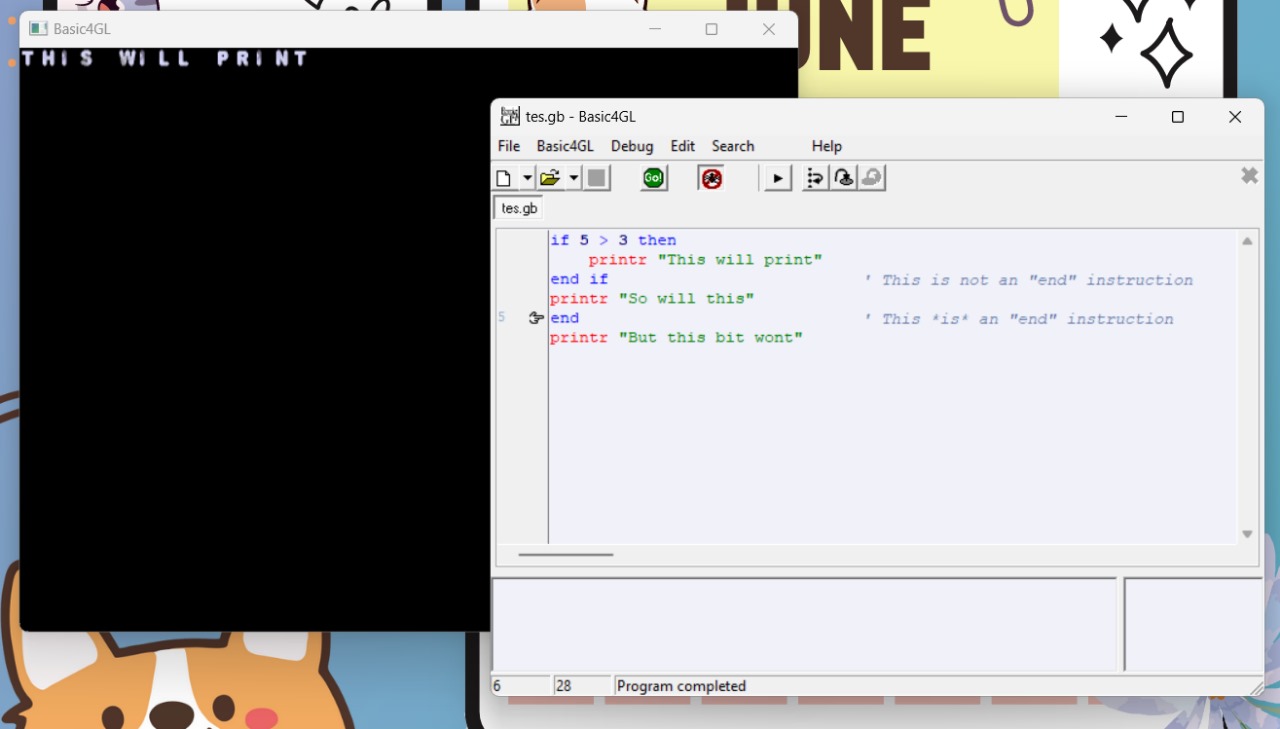 Basic4GL
THIS WILL PRINT
UNE
tes.gb - Basic4GL
File Basic4GL Debug Edit Search Help
Go!
tes.gb
if 5 > 3 then
printr "This will print"
end if ' This is not an "end" instruction
printr "So will this"
5 end ' This *is* an "end" instruction
printr "But this bit wont"
6 28 Program completed